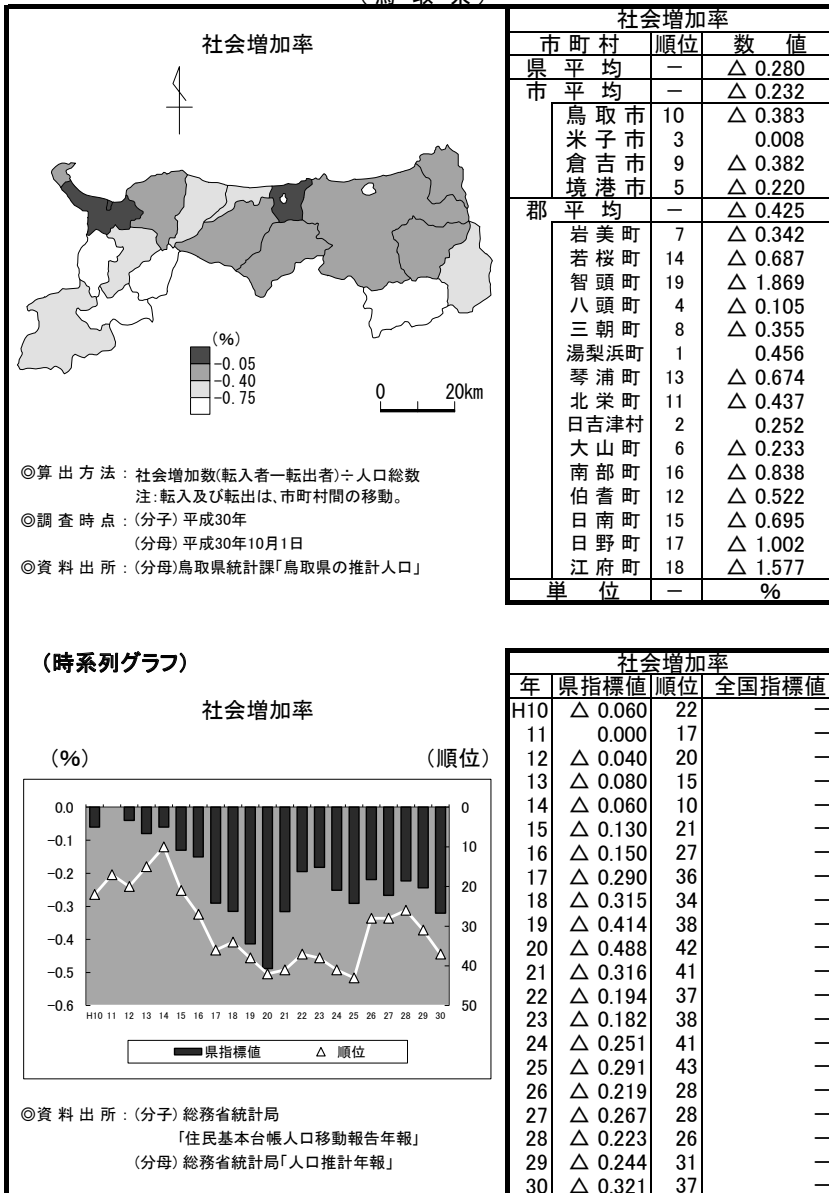 社会増加率
(%)
-0.05
-0.40
-0.75
0 20km
◎算出方法：社会増加数(転入者ー転出者)÷人口総数
注:転入及び転出は、市町村間の移動。
◎調査時点：(分子) 平成30年
(分母) 平成30年10月1日
◎資料出所：(分母)鳥取県統計課「鳥取県の推計人口」
社会増加率
市町村 順位 数値
県平均 － △ 0.280
市平均 － △ 0.232
鳥取市 10 △ 0.383
米子市 3 0.008
倉吉市 9 △ 0.382
境港市 5 △ 0.220
郡平均 － △ 0.425
岩美町 7 △ 0.342
若桜町 14 △ 0.687
智頭町 19 △ 1.869
八頭町 4 △ 0.105
三朝町 8 △ 0.355
湯梨浜町 1 0.456
琴浦町 13 △ 0.674
北栄町 11 △ 0.437
日吉津村 2 0.252
大山町 6 △ 0.233
南部町 16 △ 0.838
伯耆町 12 △ 0.522
日南町 15 △ 0.695
日野町 17 △ 1.002
江府町 18 △ 1.577
単位 － %
(時系列グラフ)
社会増加率
(%) (順位)
0.0 0
-0.1 10
-0.2 20
-0.3 30
-0.4 40
-0.5 50
-0.6
H10 11 12 13 14 15 16 17 18 19 20 21 22 23 24 25 26 27 28 29 30
県指標値 △ 順位
◎資料出所：(分子) 総務省統計局
「住民基本台帳人口移動報告年報」
(分母) 総務省統計局「人口推計年報」
社会増加率
年 県指標値 順位 全国指標値
H10 △ 0.060 22 －
11 0.000 17 －
12 △ 0.040 20 －
13 △ 0.080 15 －
14 △ 0.060 10 －
15 △ 0.130 21 －
16 △ 0.150 27 －
17 △ 0.290 36 －
18 △ 0.315 34 －
19 △ 0.414 38 －
20 △ 0.488 42 －
21 △ 0.316 41 －
22 △ 0.194 37 －
23 △ 0.182 38 －
24 △ 0.251 41 －
25 △ 0.291 43 －
26 △ 0.219 28 －
27 △ 0.267 28 －
28 △ 0.223 26 －
29 △ 0.244 31 －
30 △ 0.321 37 －